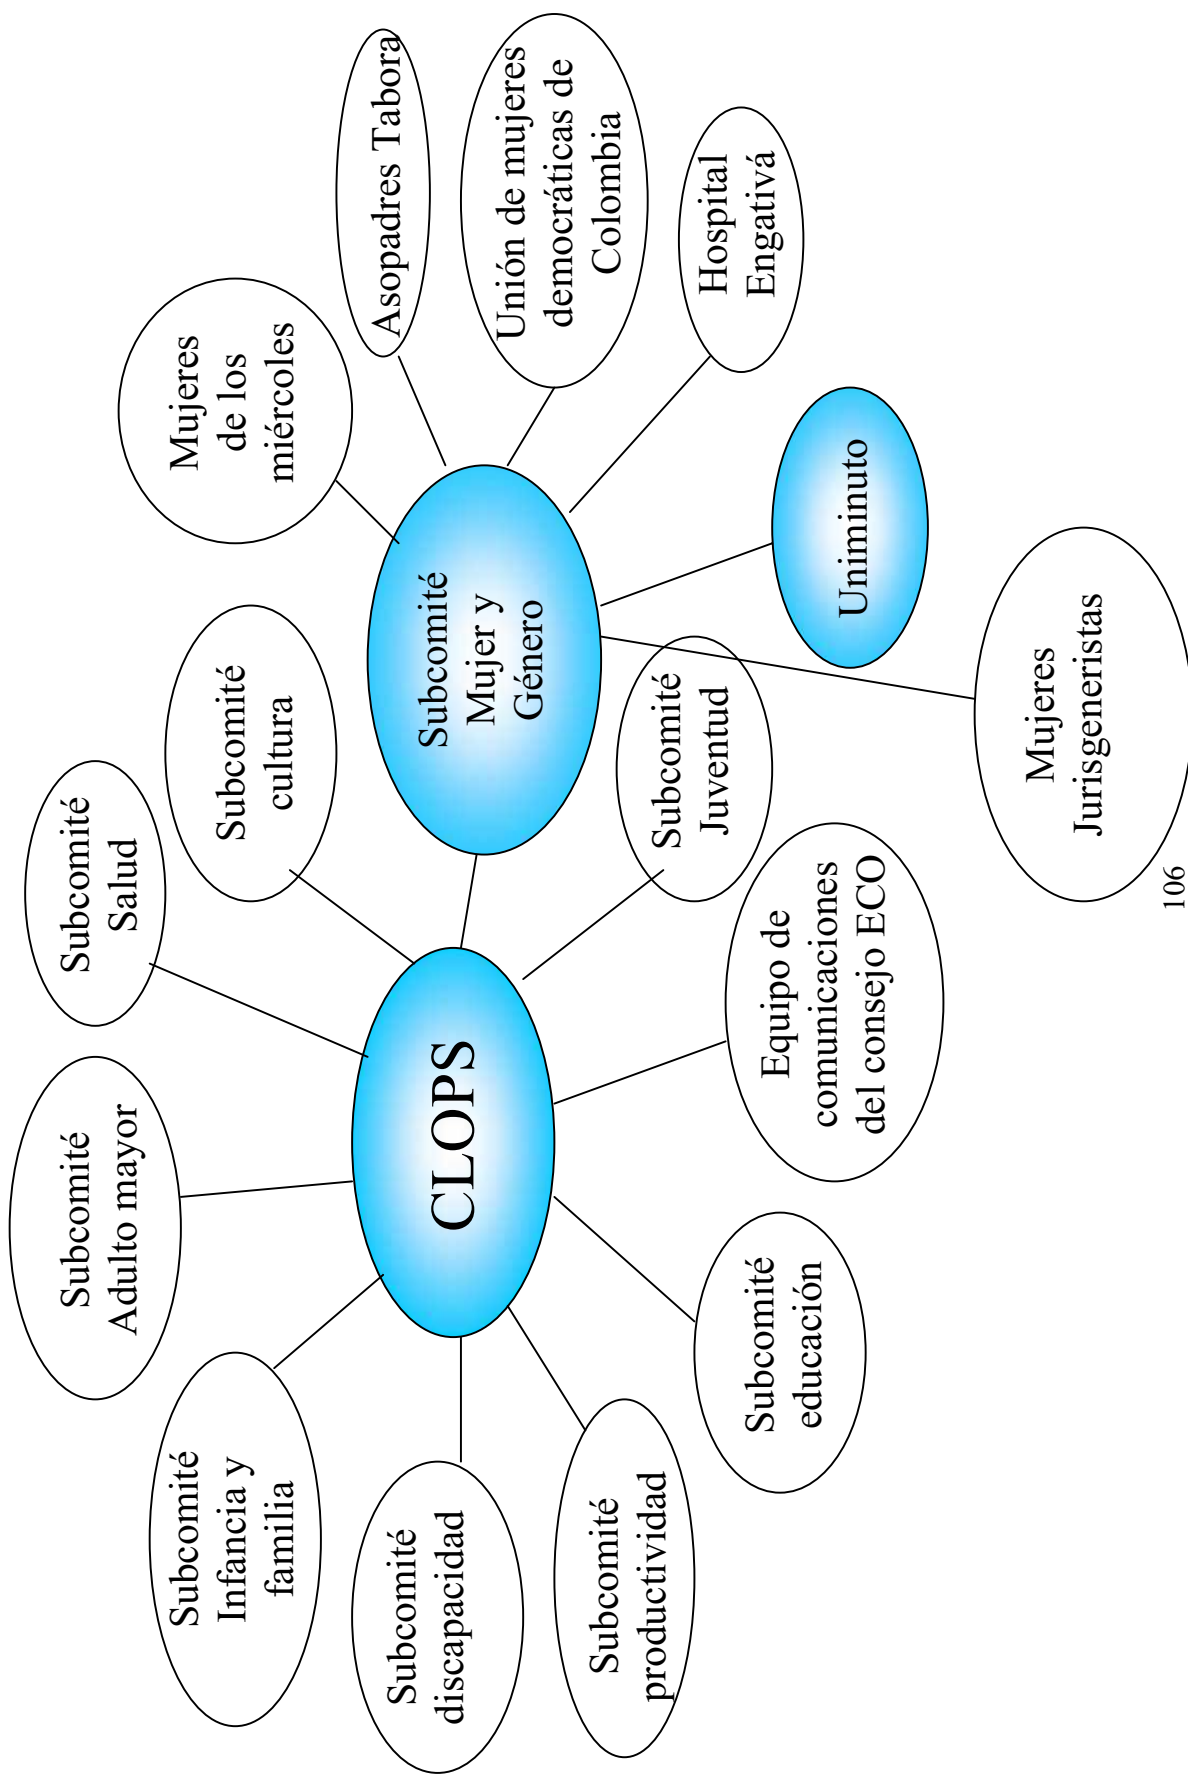 Subcomité
Adulto mayor
Subcomité
Salud
Subcomité
Infancia y
familia
Subcomité
cultura
Mujeres
de los
miércoles
Asopadres Tabora
Subcomité
discapacidad
CLOPS
Subcomité
Mujer y
Género
Unión de mujeres
democráticas de
Colombia
Subcomité
productividad
Subcomité
Juventud
Hospital
Engativá
Subcomité
educación
Equipo de
comunicaciones
del consejo ECO
Uniminuto
Mujeres
Jurisgeneristas
106